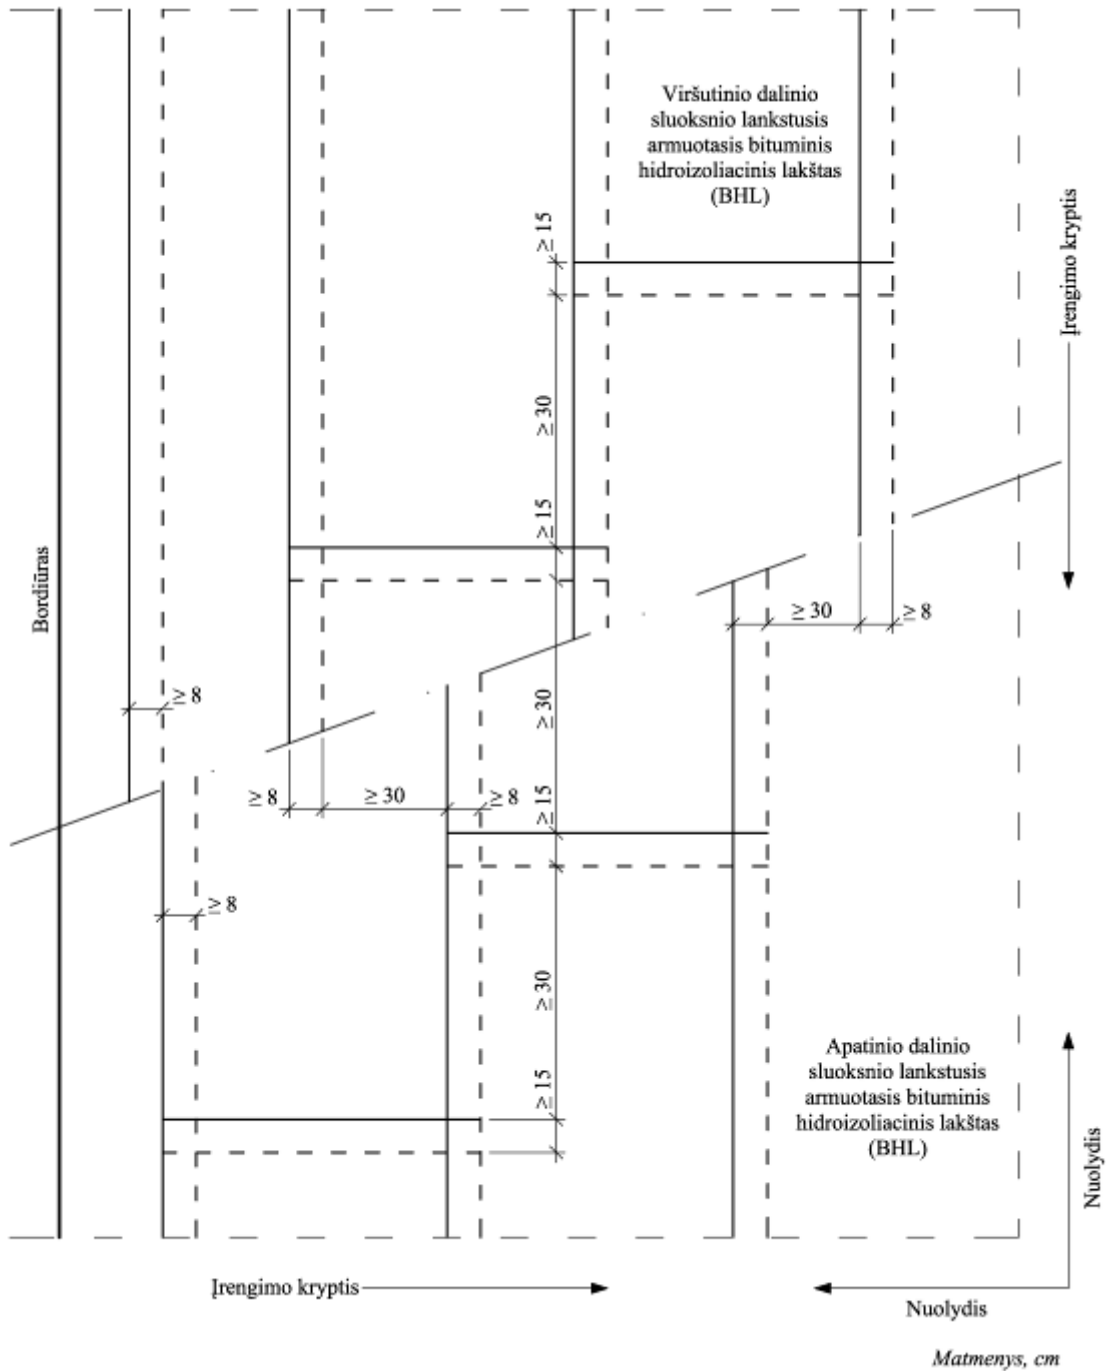 Viršutinio dalinio
sluoksnio lankstusis
armuotasis bituminis
hidroizoliacinis lakštas
(BHL)
≥ 15
≥ 30
≥ 15
≥ 30
≥ 15
≥ 30
≥ 15
Įrengimo kryptis
Bordiūras
≥ 8
≥ 30
≥ 8
≥ 8
≥ 30
≥ 8
≥ 8
Apatinio dalinio
sluoksnio lankstusis
armuotasis bituminis
hidroizoliacinis lakštas
(BHL)
Nuolydis
Įrengimo kryptis
Nuolydis
Matmenys, cm